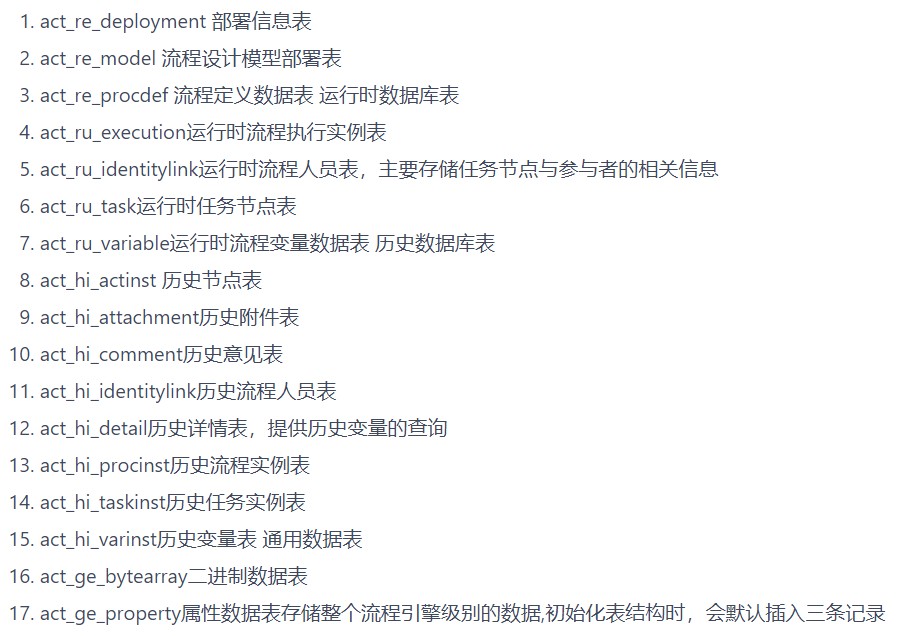 1. act_re_deployment 部署信息表
2. act_re_model 流程设计模型部署表
3. act_re_procdef 流程定义数据表 运行时数据库表
4. act_ru_execution运行时流程执行实例表
5. act_ru_identitylink运行时流程人员表，主要存储任务节点与参与者的相关信息
6. act_ru_task运行时任务节点表
7. act_ru_variable运行时流程变量数据表 历史数据库表
8. act_hi_actinst 历史节点表
9. act_hi_attachment历史附件表
10. act_hi_comment历史意见表
11. act_hi_identitylink历史流程人员表
12. act_hi_detail历史详情表，提供历史变量的查询
13. act_hi_procinst历史流程实例表
14. act_hi_taskinst历史任务实例表
15. act_hi_varinst历史变量表 通用数据表
16. act_ge_bytearray二进制数据表
17. act_ge_property属性数据表存储整个流程引擎级别的数据,初始化表结构时，会默认插入三条记录